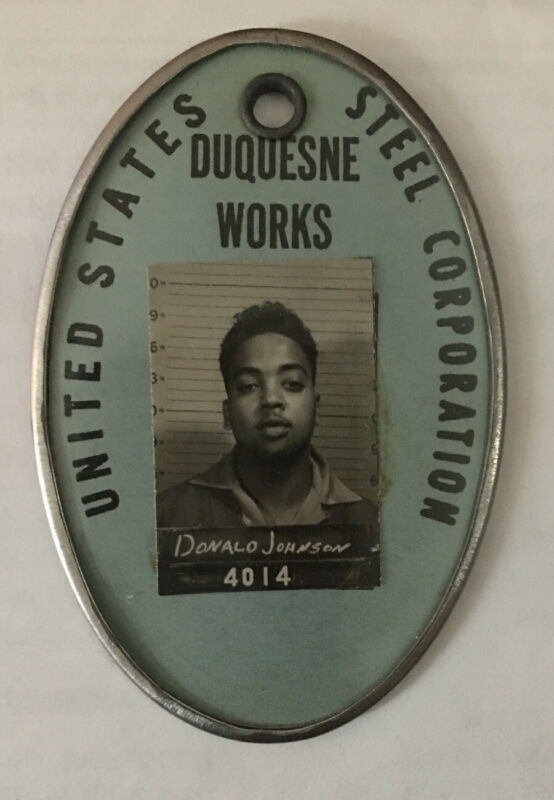 UNITED STATES STEEL CORPORATION
DUQUESNE
WORKS
DONALD JOHNSON
4014